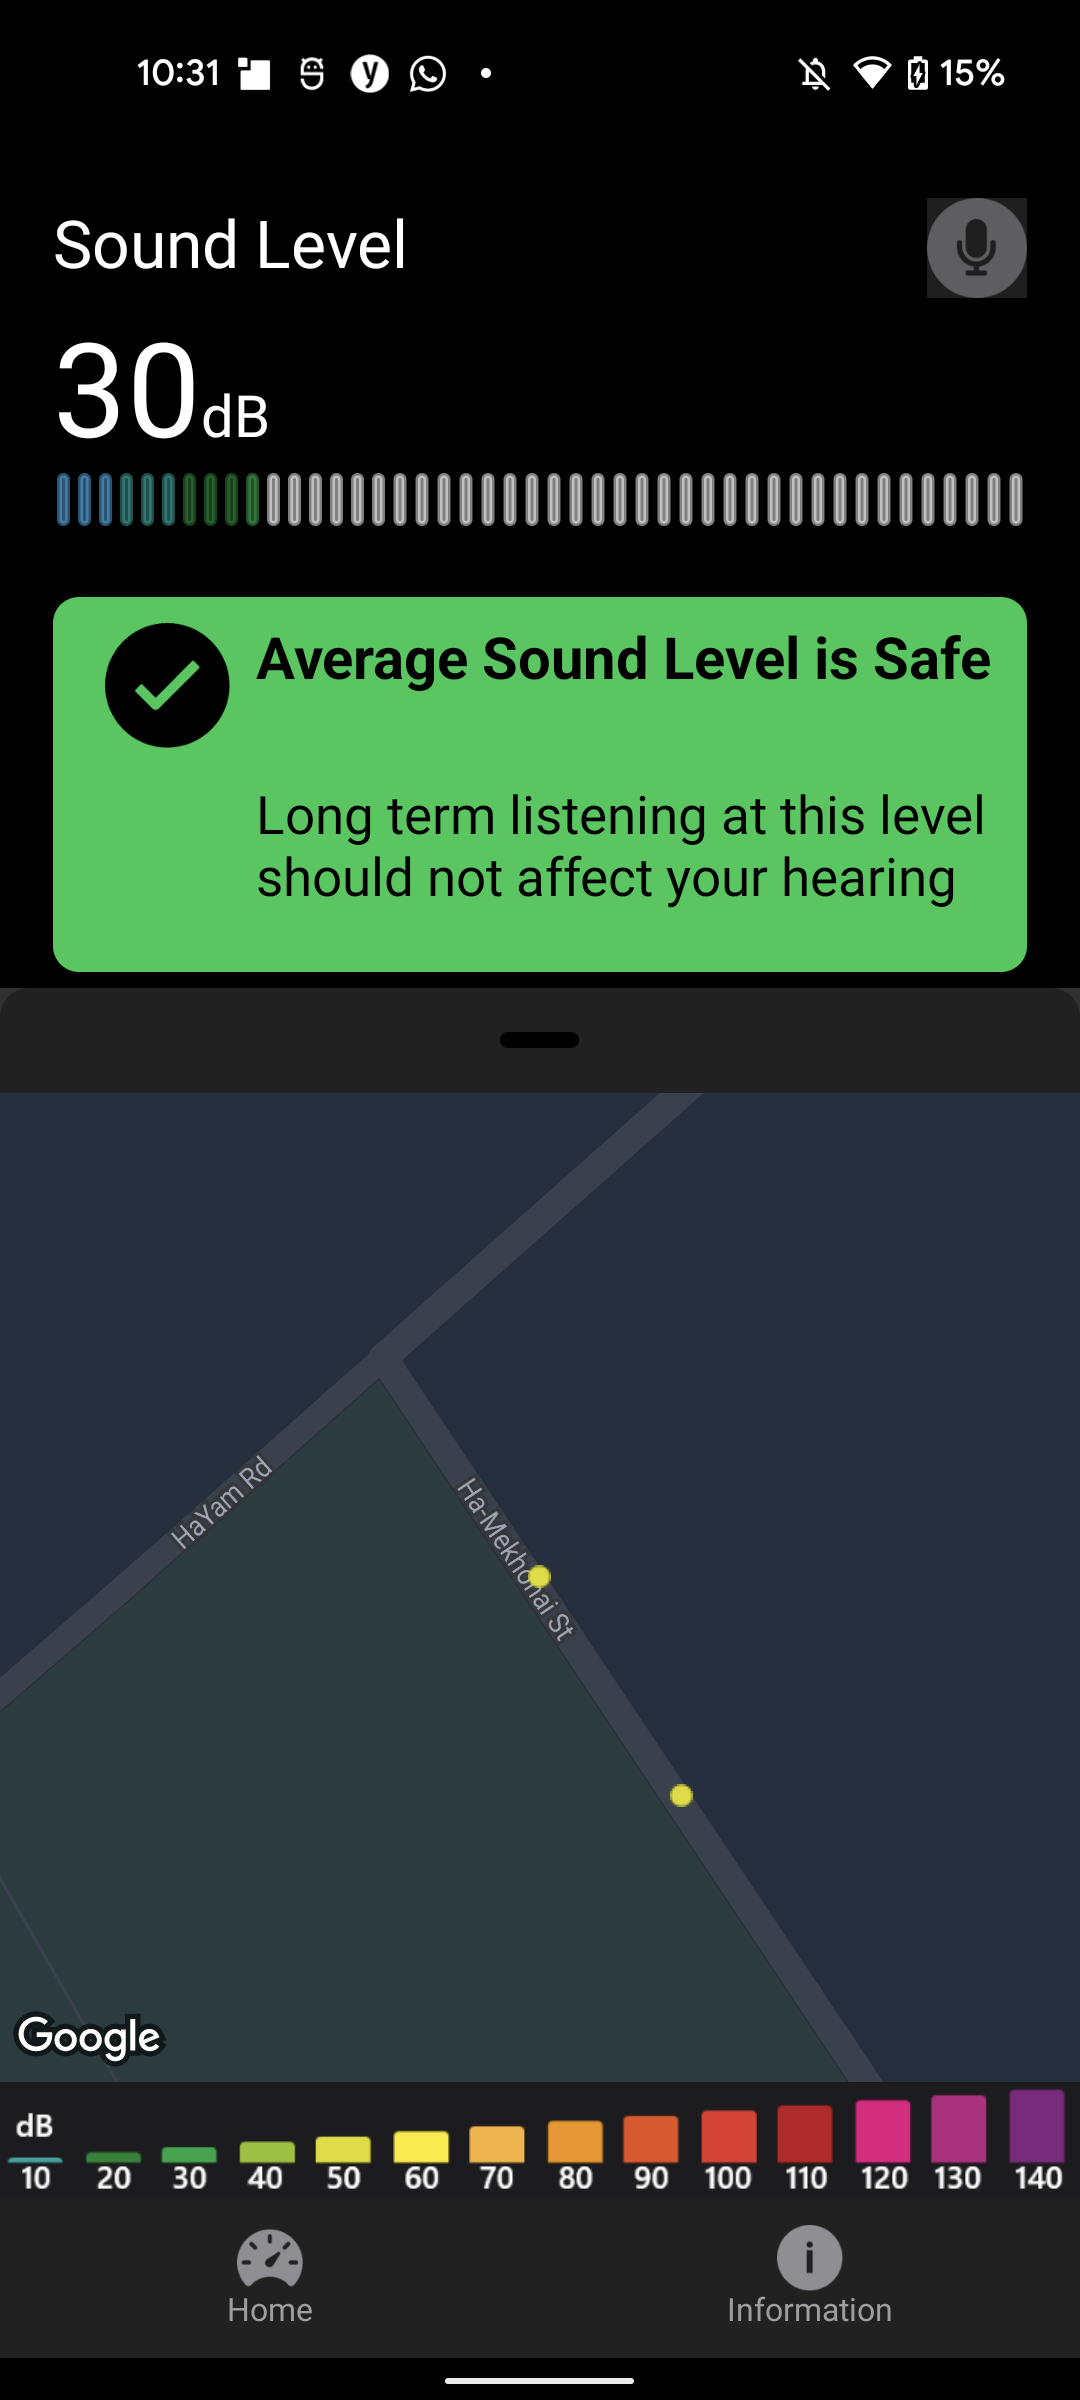 10:31
15%
Sound Level
30dB
Average Sound Level is Safe
Long term listening at this level
should not affect your hearing
HaYam Rd
Ha-Mekhonai St
Google
dB
10 20 30 40 50 60 70 80 90 100 110 120 130 140
Home
Information